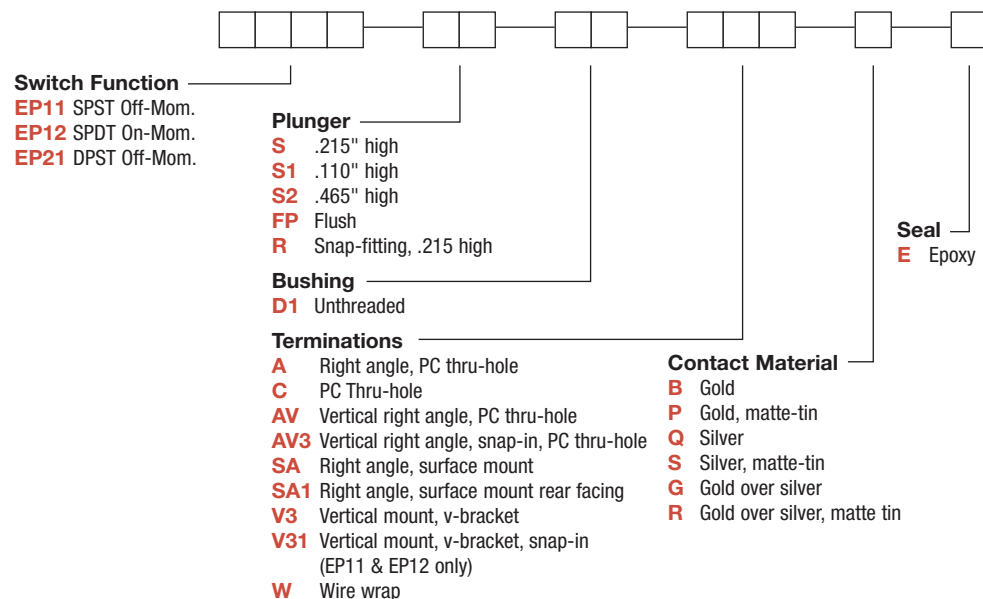 Switch Function
EP11 SPST Off-Mom.
EP12 SPDT On-Mom.
EP21 DPST Off-Mom.
Plunger
S .215" high
S1 .110" high
S2 .465" high
FP Flush
R Snap-fitting, .215 high
Bushing
D1 Unthreaded
Terminations
A Right angle, PC thru-hole
C PC Thru-hole
AV Vertical right angle, PC thru-hole
AV3 Vertical right angle, snap-in, PC thru-hole
SA Right angle, surface mount
SA1 Right angle, surface mount rear facing
V3 Vertical mount, v-bracket
V31 Vertical mount, v-bracket, snap-in
(EP11 & EP12 only)
W Wire wrap
Contact Material
B Gold
P Gold, matte-tin
Q Silver
S Silver, matte-tin
G Gold over silver
R Gold over silver, matte tin
Seal
E Epoxy